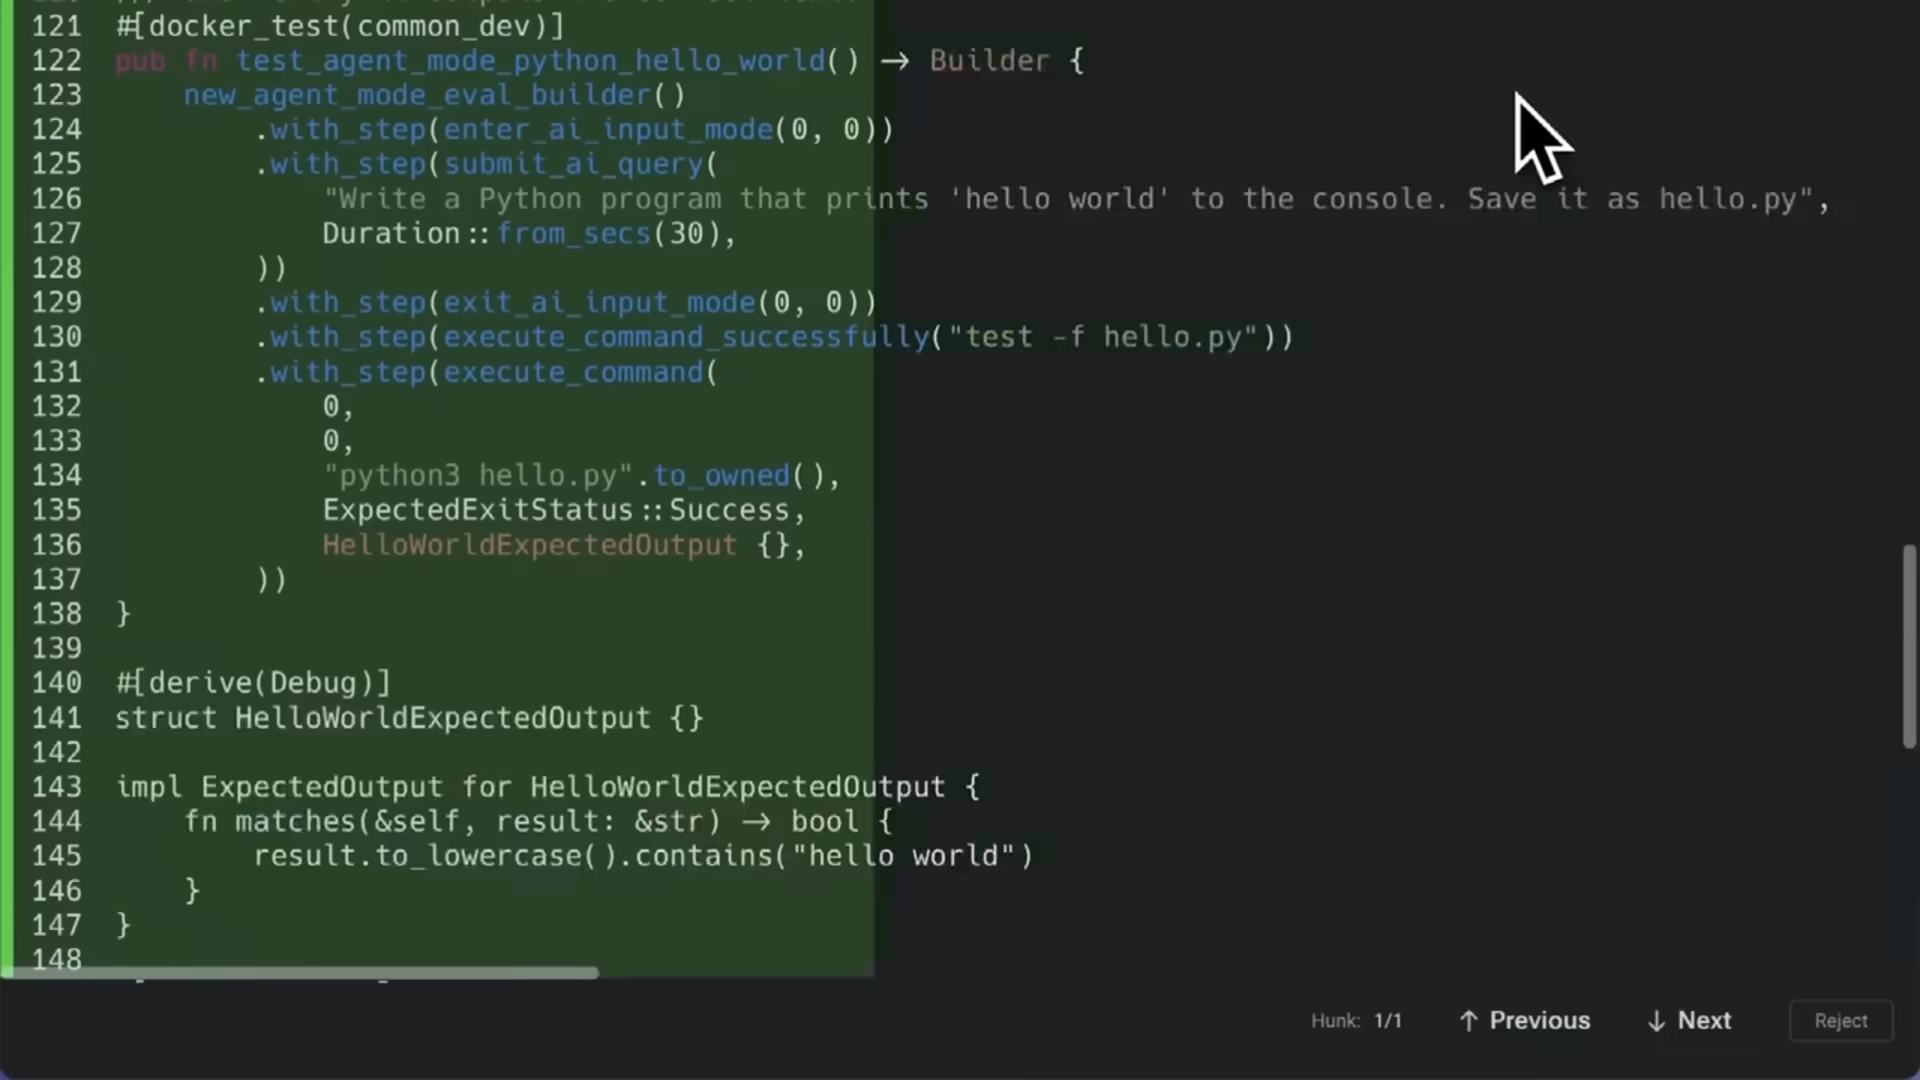 121 #[docker_test(common_dev)]
122 pub fn test_agent_mode_python_hello_world() → Builder {
123 new_agent_mode_eval_builder()
124 .with_step(enter_ai_input_mode(0, 0))
125 .with_step(submit_ai_query(
126 "Write a Python program that prints 'hello world' to the console. Save it as hello.py",
127 Duration::from_secs(30),
128 ))
129 .with_step(exit_ai_input_mode(0, 0))
130 .with_step(execute_command_successfully("test -f hello.py"))
131 .with_step(execute_command(
132 0,
133 0,
134 "python3 hello.py".to_owned(),
135 ExpectedExitStatus::Success,
136 HelloWorldExpectedOutput {},
137 ))
138 }
139
140 #[derive(Debug)]
141 struct HelloWorldExpectedOutput {}
142
143 impl ExpectedOutput for HelloWorldExpectedOutput {
144 fn matches(&self, result: &str) → bool {
145 result.to_lowercase().contains("hello world")
146 }
147 }
148
Hunk: 1/1 ↑ Previous ↓ Next Reject